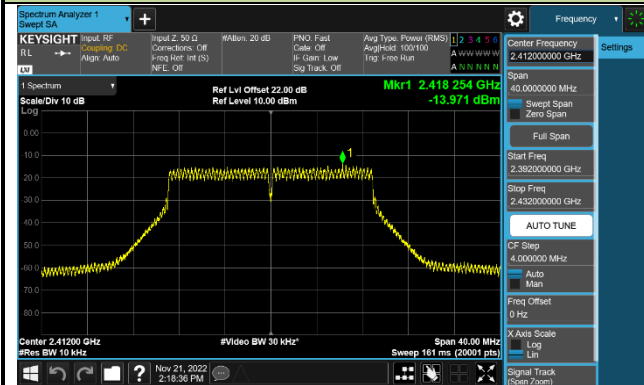 Spectrum Analyzer 1
Swept SA
+
Frequency
KEYSIGHT
RL
Input: RF
Coupling: DC
Align: Auto
Input Z: 50 Ω
Corrections: Off
Freq Ref: Int (S)
NFE: Off
#Atten: 20 dB
PNO: Fast
Gate: Off
IF Gain: Low
Sig Track: Off
Avg Type: Power (RMS)
Avg|Hold: 100/100
Trig: Free Run
1 2 3 4 5 6
A W W W W W
A N N N N N
LM
1 Spectrum
Scale/Div 10 dB
Log
Ref Lvl Offset 22.00 dB
Ref Level 10.00 dBm
Mkr1 2.418 254 GHz
-13.971 dBm
1
0.00
-10.0
-20.0
-30.0
-40.0
-50.0
-60.0
-70.0
-80.0
Center 2.41200 GHz
#Res BW 10 kHz
#Video BW 30 kHz*
Span 40.00 MHz
Sweep 161 ms (20001 pts)
Nov 21, 2022
2:18:36 PM
Settings
Center Frequency
2.412000000 GHz
Span
40.0000000 MHz
Swept Span
Zero Span
Full Span
Start Freq
2.392000000 GHz
Stop Freq
2.432000000 GHz
AUTO TUNE
CF Step
4.000000 MHz
Auto
Man
Freq Offset
0 Hz
X Axis Scale
Log
Lin
Signal Track
(Span Zoom)